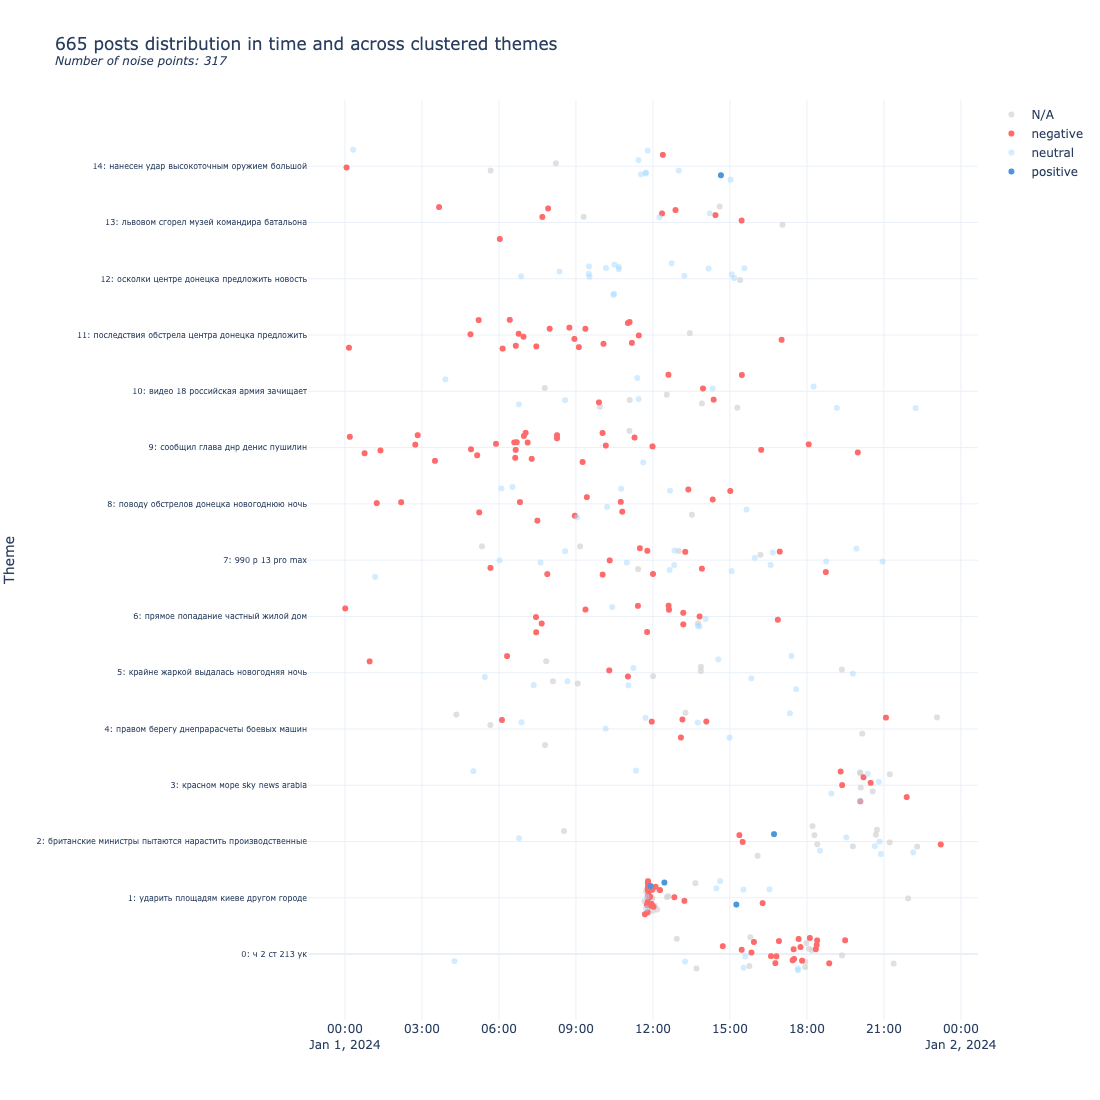 665 posts distribution in time and across clustered themes
Number of noise points: 317
N/A
negative
neutral
positive
14: нанесен удар высокоточным оружием большой
13: львовом сгорел музей командира батальона
12: осколки центре донецка предложить новость
11: последствия обстрела центра донецка предложить
10: видео 18 российская армия зачищает
9: сообщил глава днр денис пушилин
8: поводу обстрелов донецка новогоднюю ночь
7: 990 р 13 pro max
6: прямое попадание частный жилой дом
5: крайне жаркой выдалась новогодняя ночь
4: правом берегу днепрарасчеты боевых машин
3: красном море sky news arabia
2: британские министры пытаются нарастить производственные
1: ударить площадям киеве другом городе
0: ч 2 ст 213 ук
Theme
00:00 03:00 06:00 09:00 12:00 15:00 18:00 21:00 00:00
Jan 1, 2024 Jan 2, 2024